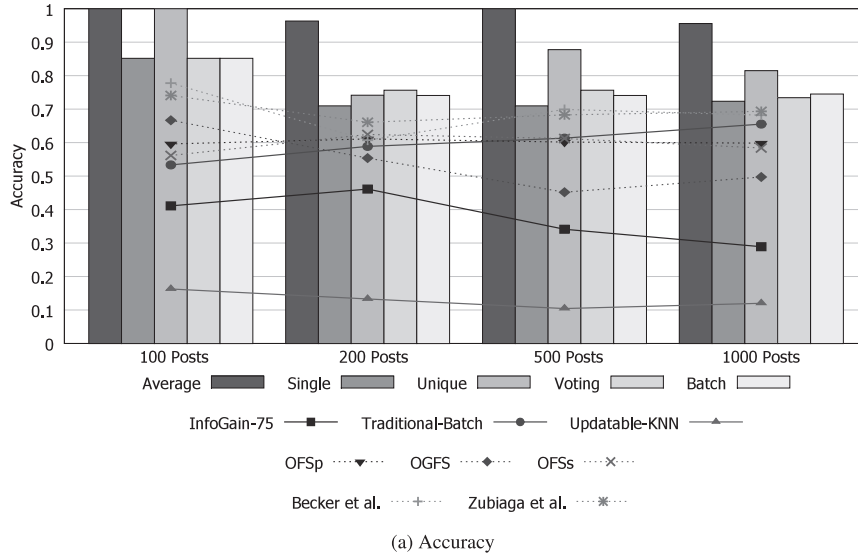 1
0.9
0.8
0.7
0.6
0.5
0.4
0.3
0.2
0.1
0
Accuracy
100 Posts 200 Posts 500 Posts 1000 Posts
Average Single Unique Voting Batch
InfoGain-75 Traditional-Batch Updatable-KNN
OFSp OGFS OFSs
Becker et al. Zubiaga et al.
(a) Accuracy